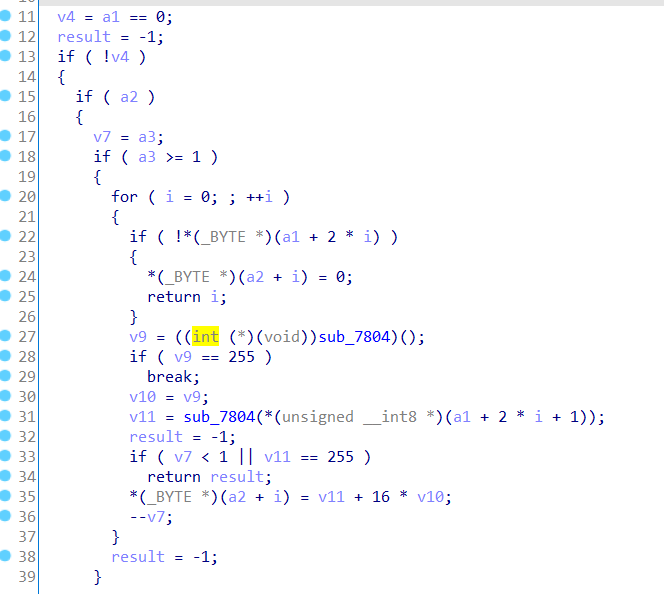 11 v4 = a1 == 0;
12 result = -1;
13 if ( !v4 )
14 {
15 if ( a2 )
16 {
17 v7 = a3;
18 if ( a3 >= 1 )
19 {
20 for ( i = 0; ; ++i )
21 {
22 if ( !*(_BYTE *)(a1 + 2 * i) )
23 {
24 *(_BYTE *)(a2 + i) = 0;
25 return i;
26 }
27 v9 = ((int (*)(void))sub_7804)();
28 if ( v9 == 255 )
29 break;
30 v10 = v9;
31 v11 = sub_7804(*(unsigned __int8 *)(a1 + 2 * i + 1));
32 result = -1;
33 if ( v7 < 1 || v11 == 255 )
34 return result;
35 *(_BYTE *)(a2 + i) = v11 + 16 * v10;
36 --v7;
37 }
38 result = -1;
39 }